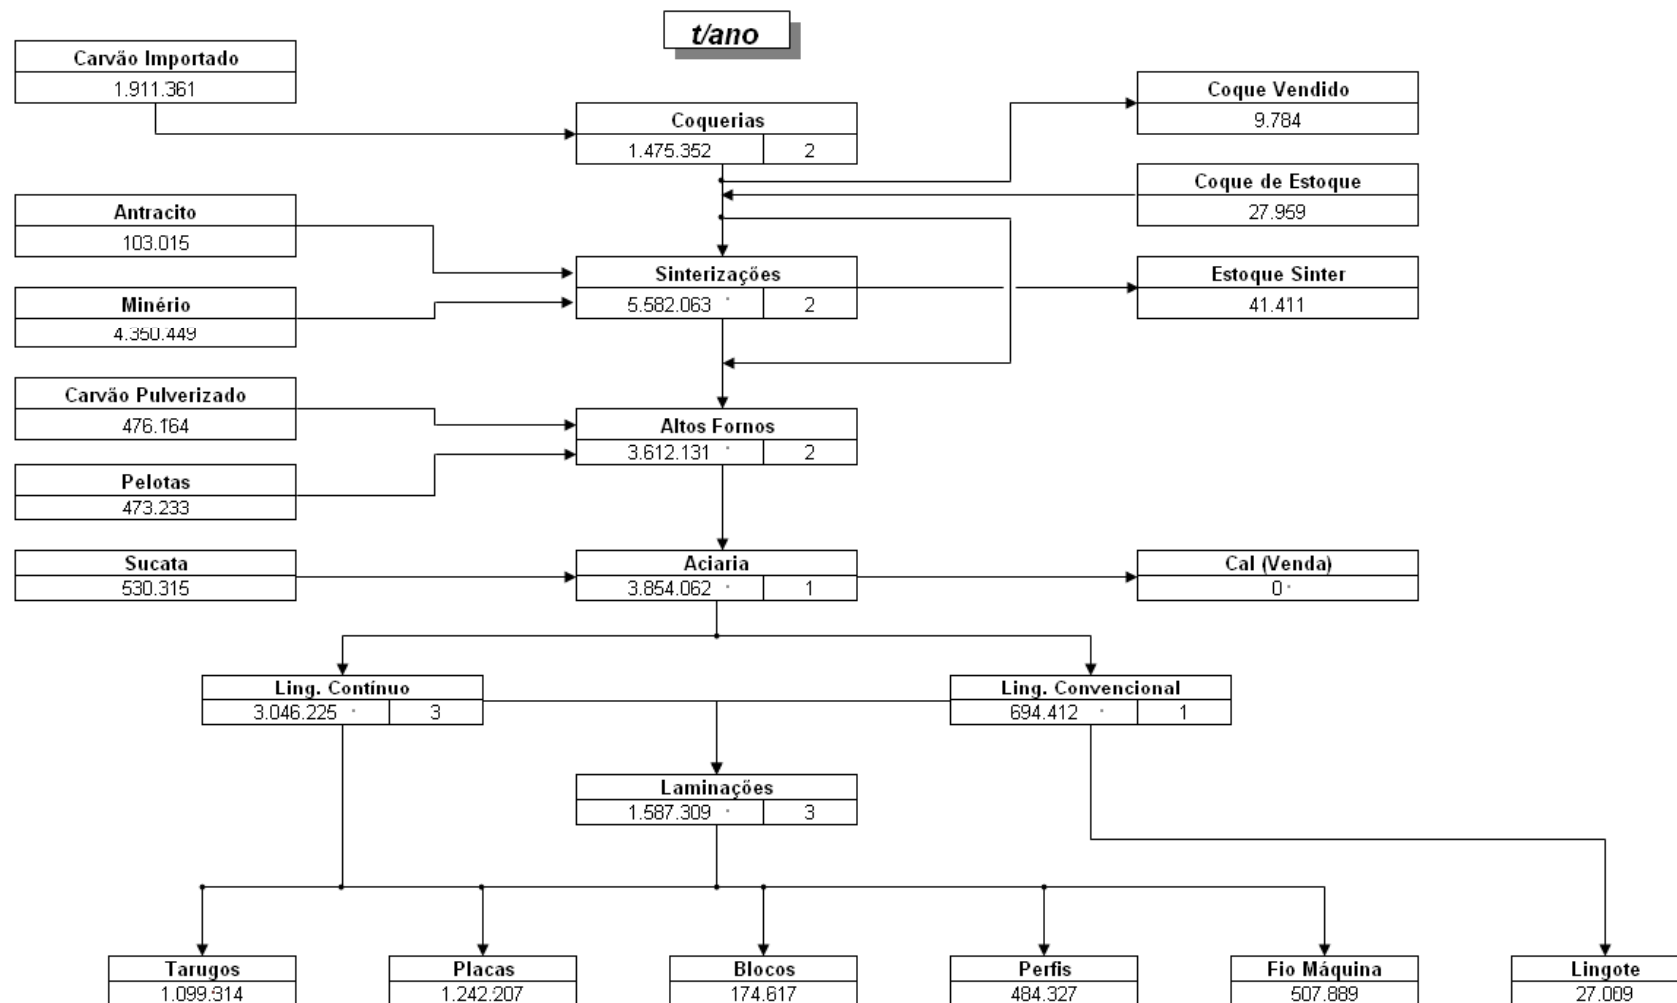 t/ano
Carvão Importado
1.911.361
Coquerias
1.475.352 2
Coque Vendido
9.784
Coque de Estoque
27.959
Antracito
103.015
Sinterizações
5.582.063 2
Estoque Sinter
41.411
Minério
4.350.449
Carvão Pulverizado
476.164
Altos Fornos
3.612.131 2
Pelotas
473.233
Sucata
530.315
Aciaria
3.854.062 1
Cal (Venda)
0
Ling. Contínuo
3.046.225 3
Ling. Convencional
694.412 1
Laminações
1.587.309 3
Tarugos
1.099.314
Placas
1.242.207
Blocos
174.617
Perfis
484.327
Fio Máquina
507.889
Lingote
27.009